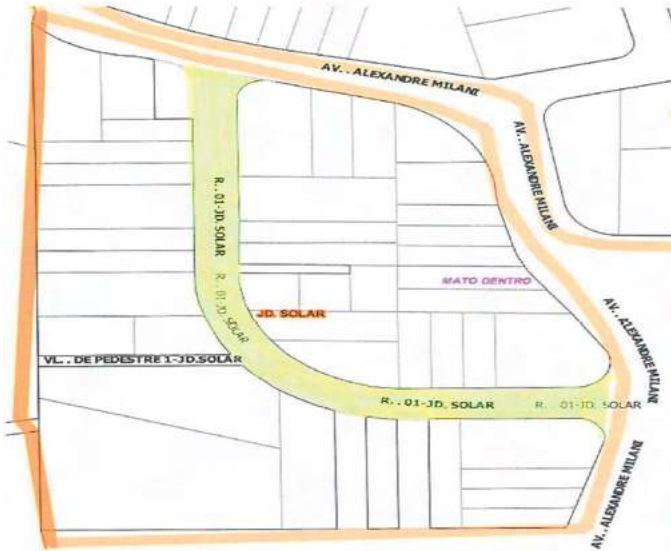 AV.. ALEXANDRE MILANI
AV.. ALEXANDRE MILANI
R.. 01-JD. SOLAR
R.. 01-JD. SOLAR
MATO DENTRO
JD. SOLAR
AV.. ALEXANDRE MILANI
VL.. DE PEDESTRE 1-JD.SOLAR
R.. 01-JD. SOLAR
R.. 01-JD. SOLAR
AV.. ALEXANDRE MILANI